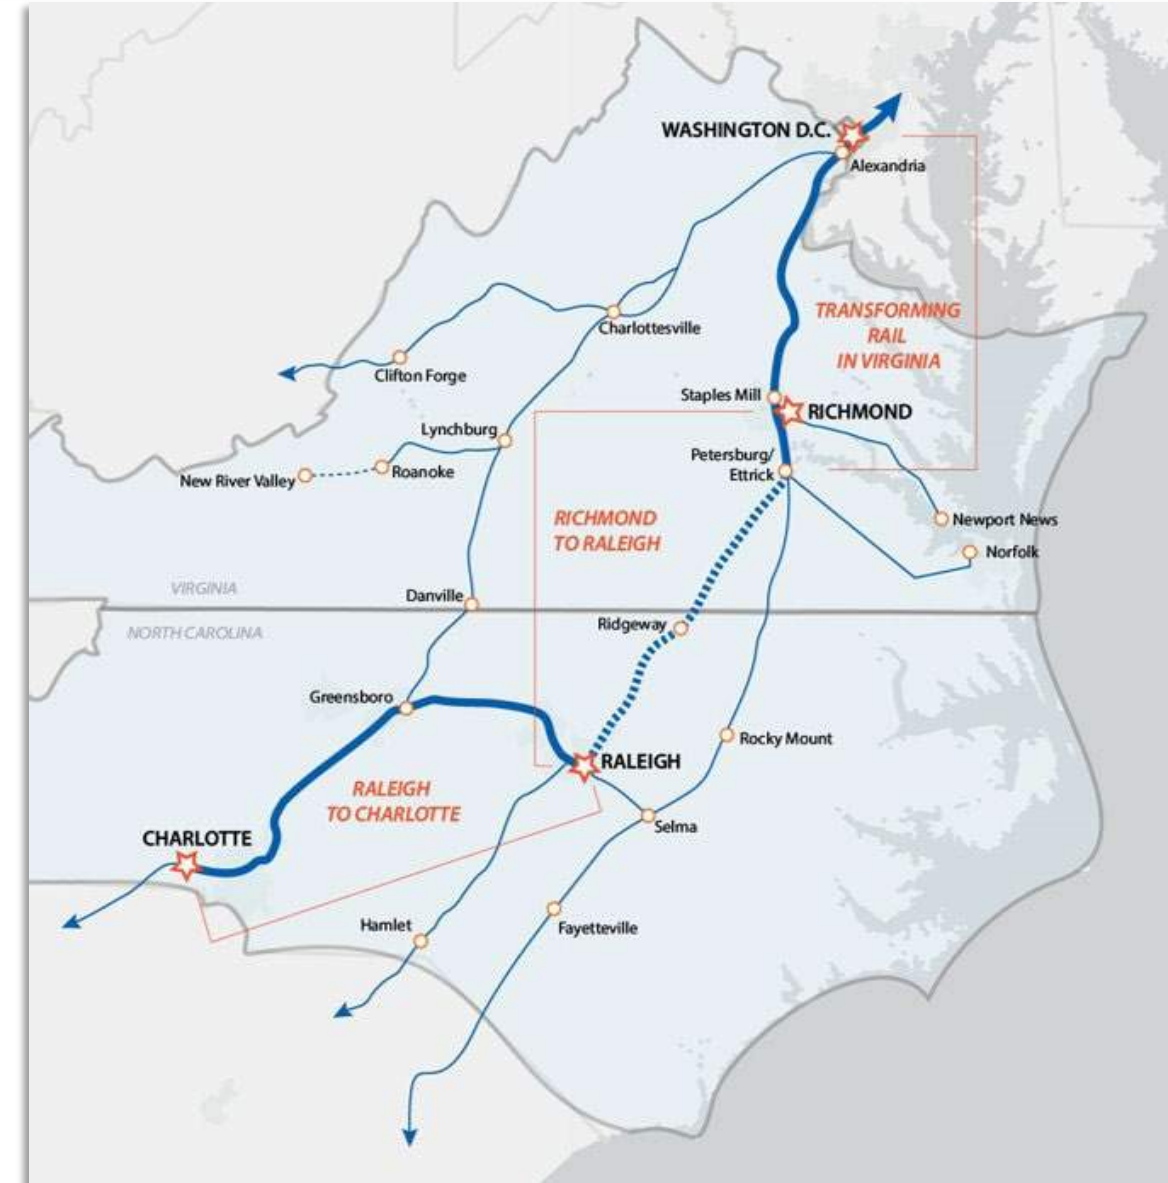 WASHINGTON D.C.
Alexandria
TRANSFORMING
RAIL
IN VIRGINIA
Charlottesville
Clifton Forge
Staples Mill
RICHMOND
Lynchburg
Petersburg/
Ettrick
Roanoke
New River Valley
RICHMOND
TO RALEIGH
Newport News
Norfolk
VIRGINIA
Danville
NORTH CAROLINA
Ridgeway
Greensboro
Rocky Mount
RALEIGH
RALEIGH
TO CHARLOTTE
Selma
CHARLOTTE
Hamlet
Fayetteville